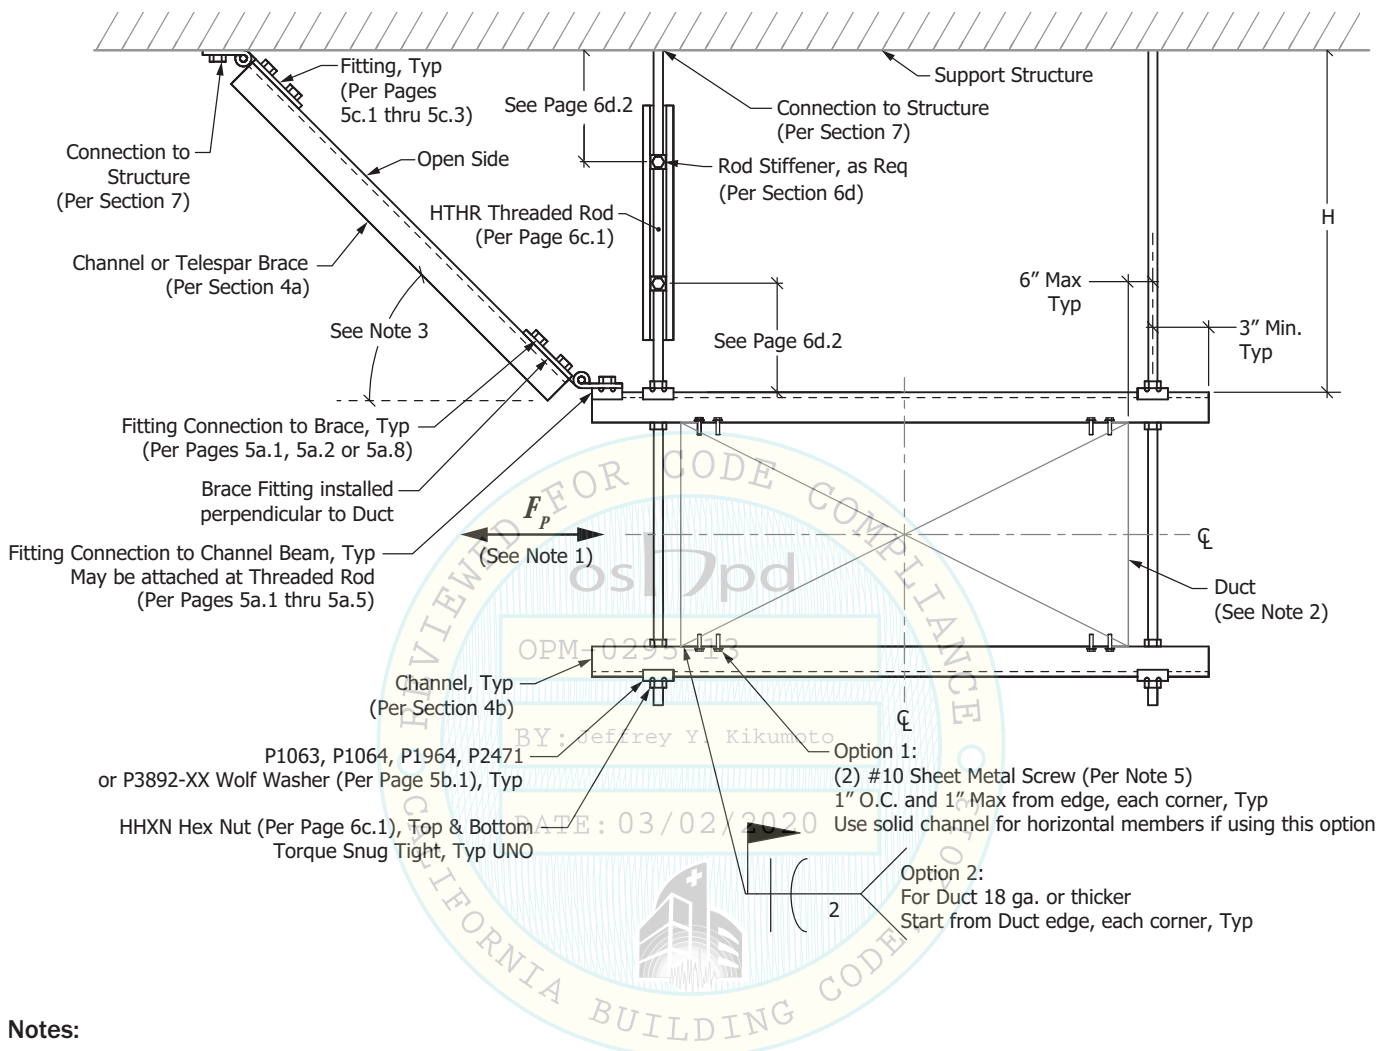 Fitting, Typ
(Per Pages
5c.1 thru 5c.3)
See Page 6d.2
Support Structure
Connection to Structure
(Per Section 7)
Connection to
Structure
(Per Section 7)
Open Side
Rod Stiffener, as Req
(Per Section 6d)
HTHR Threaded Rod
(Per Page 6c.1)
H
Channel or Telespar Brace
(Per Section 4a)
6" Max
Typ
See Note 3
See Page 6d.2
3" Min.
Typ
Fitting Connection to Brace, Typ
(Per Pages 5a.1, 5a.2 or 5a.8)
Brace Fitting installed
perpendicular to Duct
Fp
(See Note 1)
℄
Fitting Connection to Channel Beam, Typ
May be attached at Threaded Rod
(Per Pages 5a.1 thru 5a.5)
Duct
(See Note 2)
Channel, Typ
(Per Section 4b)
℄
P1063, P1064, P1964, P2471
or P3892-XX Wolf Washer (Per Page 5b.1), Typ
Option 1:
(2) #10 Sheet Metal Screw (Per Note 5)
1" O.C. and 1" Max from edge, each corner, Typ
Use solid channel for horizontal members if using this option
HHXN Hex Nut (Per Page 6c.1), Top & Bottom
Torque Snug Tight, Typ UNO
2
Option 2:
For Duct 18 ga. or thicker
Start from Duct edge, each corner, Typ
REVIEWED FOR CODE COMPLIANCE
oshpd
OPM-0295-13
BY: Jeffrey Y. Kikumoto
DATE: 03/02/2020
CALIFORNIA BUILDING CODE
Notes: